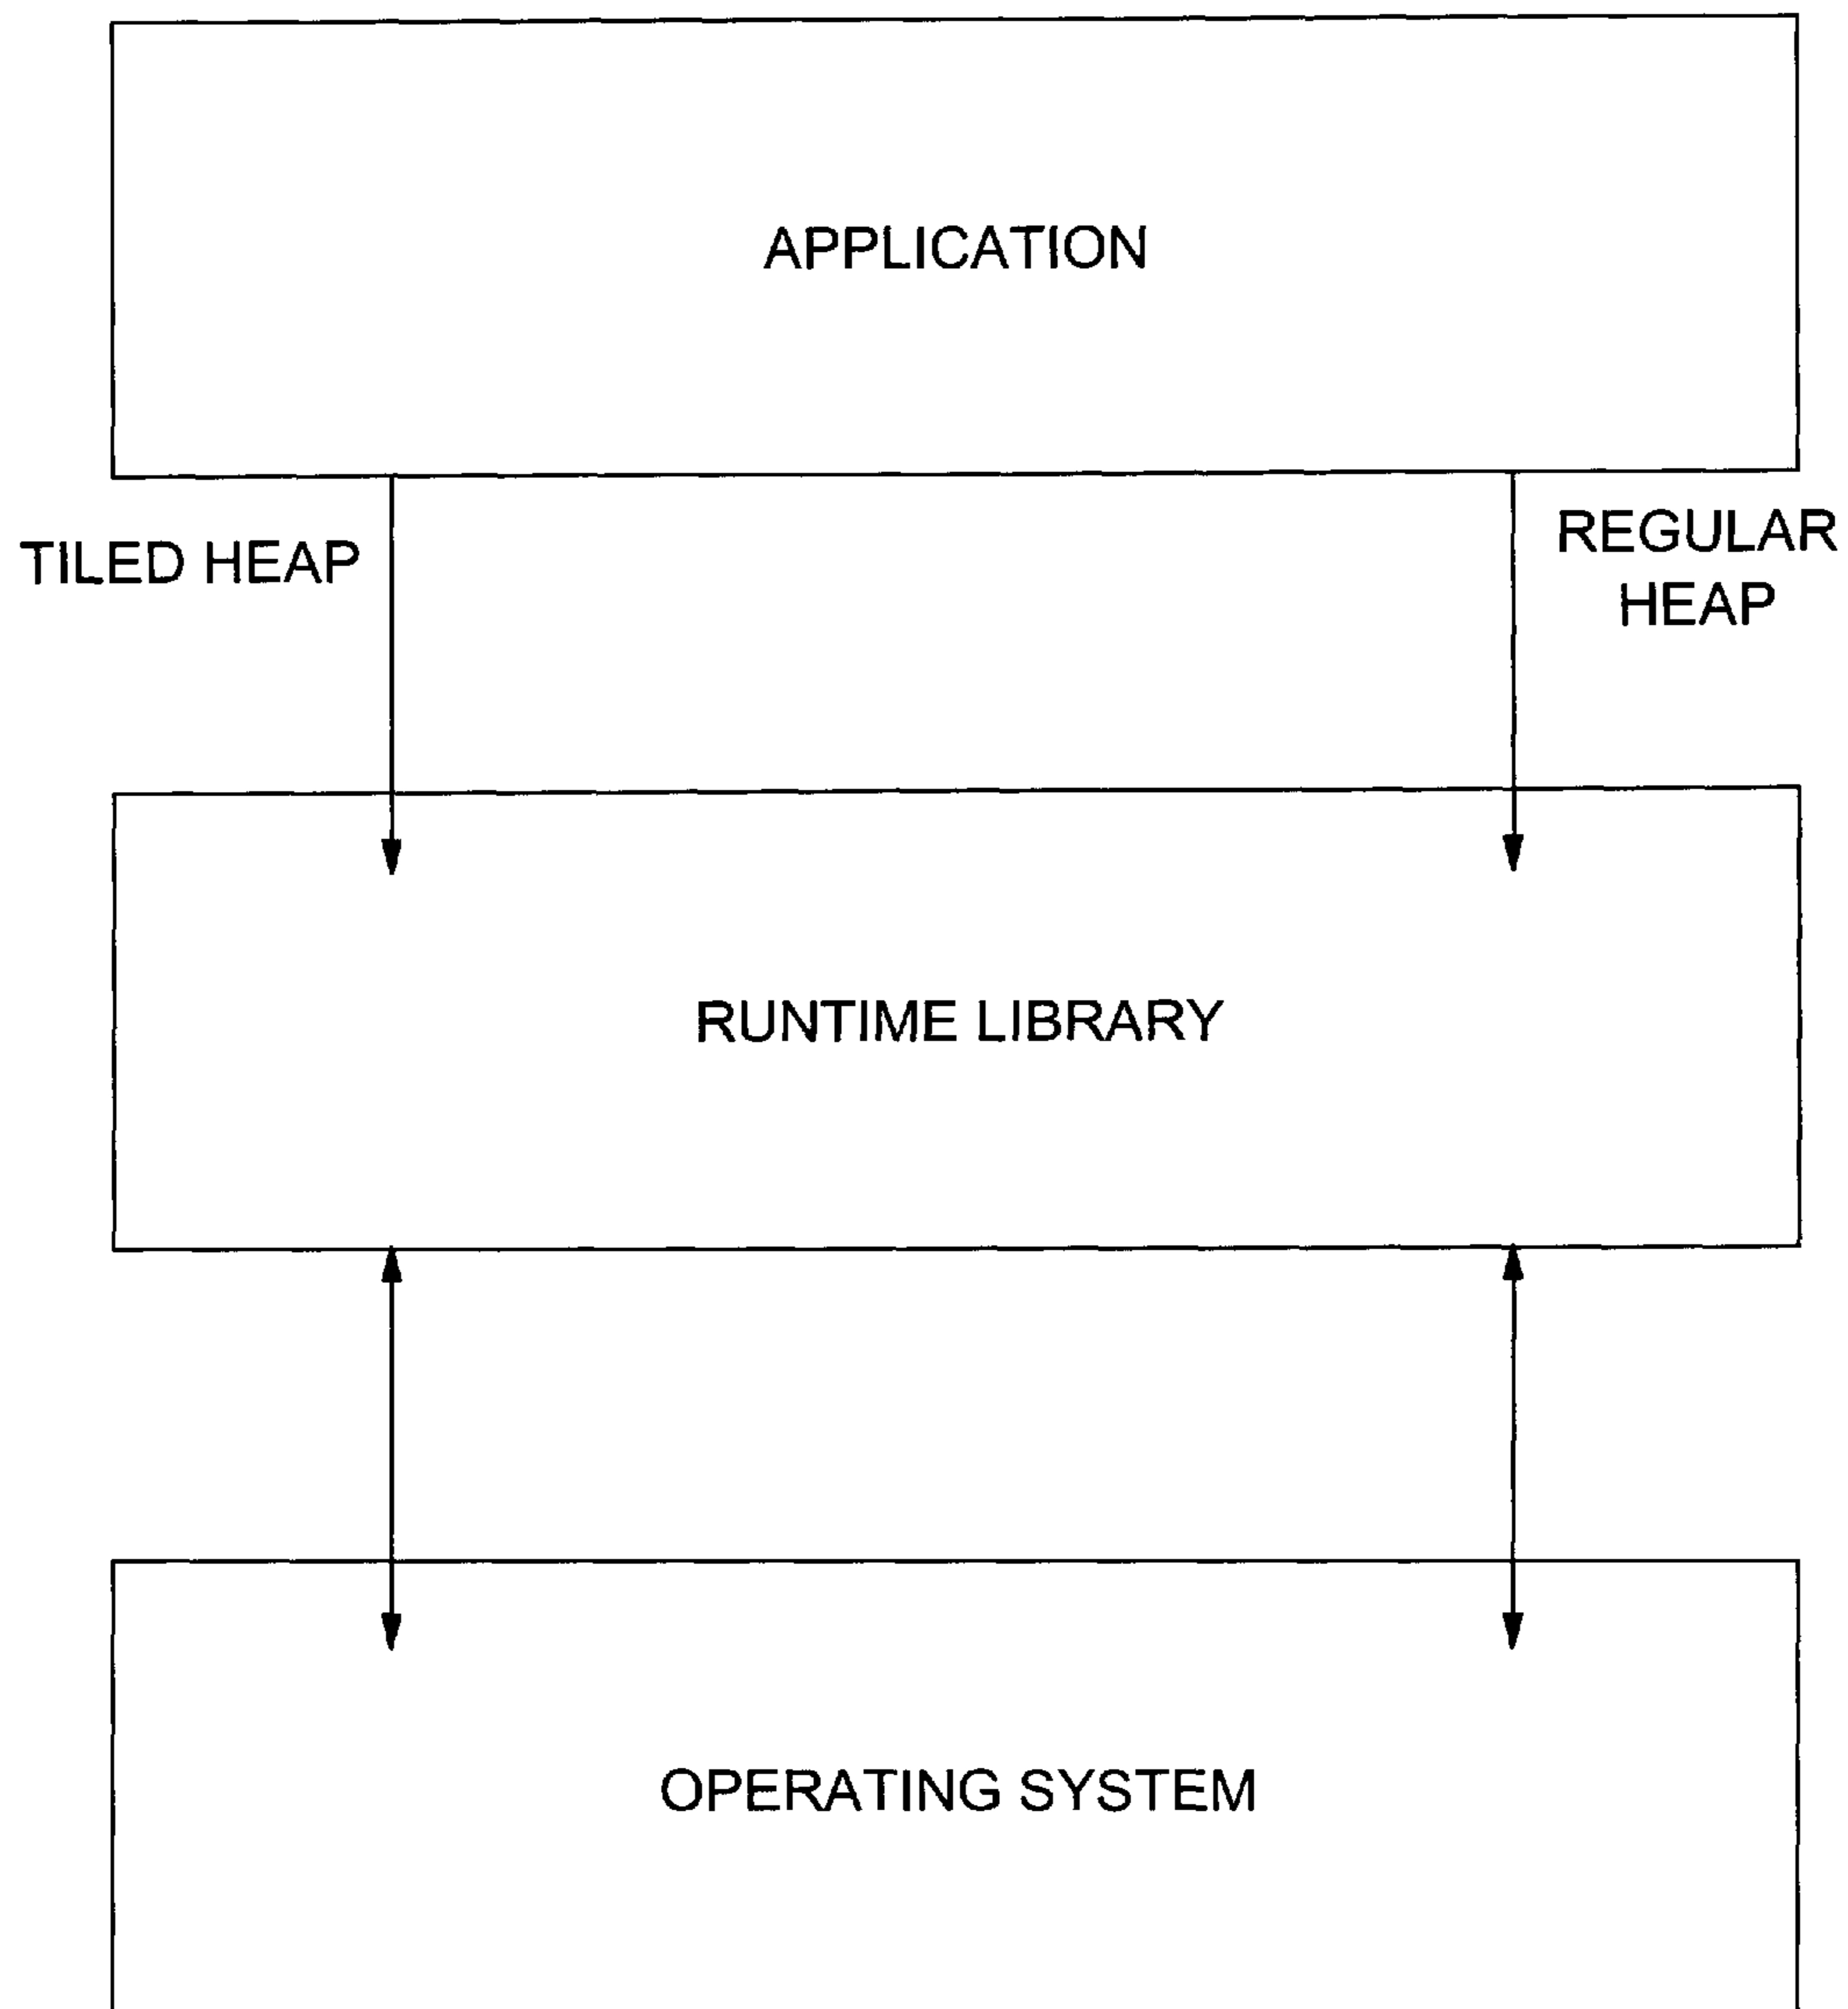 APPLICATION
TILED HEAP
REGULAR
HEAP
RUNTIME LIBRARY
OPERATING SYSTEM